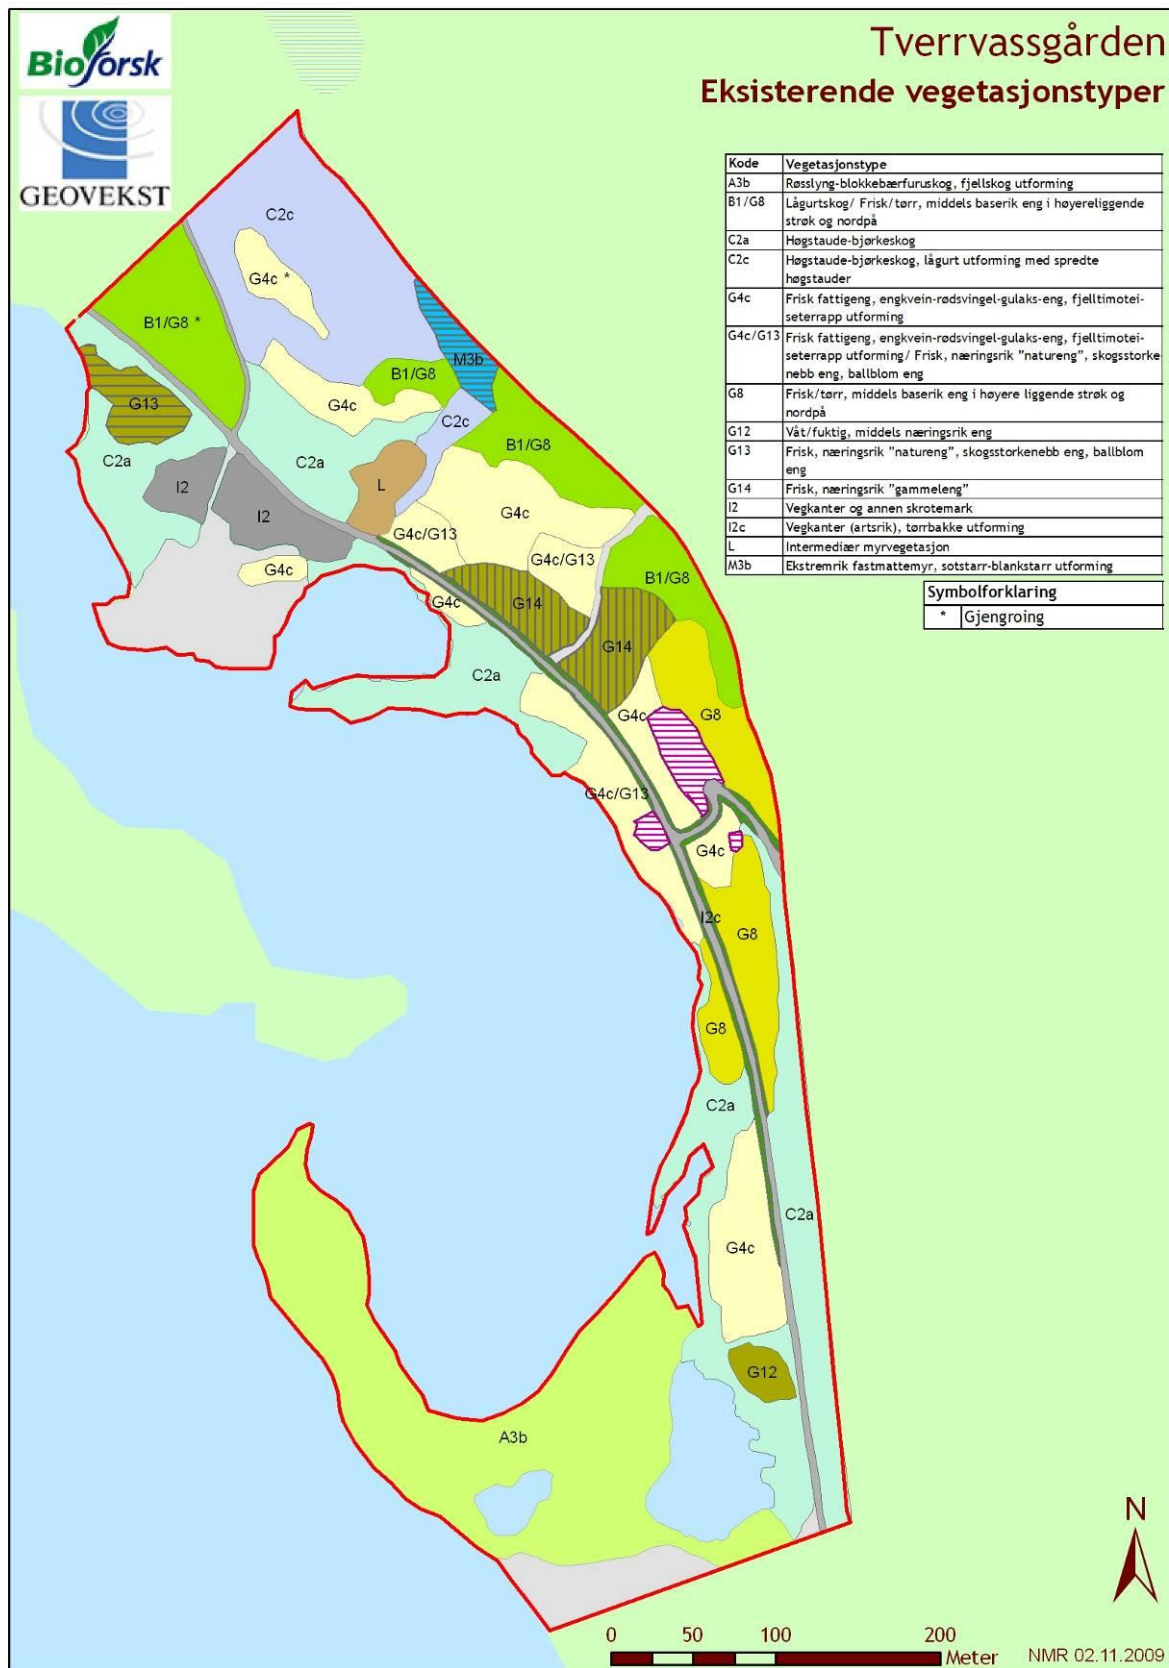 Bioforsk
GEOVEKST
Tverrvassgården
Eksisterende vegetasjonstyper
Kode Vegetasjonstype
A3b Røsslyng-blokkebærfuruskog, fjellskog utforming
B1/G8 Lågurtskog/ Frisk/tørr, middels baserik eng i høyereliggende
strøk og nordpå
C2a Høgstaude-bjørkeskog
C2c Høgstaude-bjørkeskog, lågurt utforming med spredte
høgstauder
G4c Frisk fattigeng, engkvein-rødsvingel-gulaks-eng, fjelltimotei-
seterrapp utforming
G4c/G13 Frisk fattigeng, engkvein-rødsvingel-gulaks-eng, fjelltimotei-
seterrapp utforming/ Frisk, næringsrik "natureng", skogsstorke
nebb eng, ballblom eng
G8 Frisk/tørr, middels baserik eng i høyere liggende strøk og
nordpå
G12 Våt/fuktig, middels næringsrik eng
G13 Frisk, næringsrik "natureng", skogsstorkenebb eng, ballblom
eng
G14 Frisk, næringsrik "gammeleng"
I2 Vegkanter og annen skrotemark
I2c Vegkanter (artsrik), tørrbakke utforming
L Intermediær myrvegetasjon
M3b Ekstremrik fastmattemyr, sotstarr-blankstarr utforming
Symbolforklaring
* Gjengroing
C2c
G4c *
B1/G8 *
M3b
B1/G8
G4c
G13
C2c
B1/G8
C2a
C2a
I2
L
G4c
I2
G4c/G13
G4c/G13
G4c
B1/G8
G4c
G14
G14
C2a
G4c
G8
G4c/G13
G4c
I2c
G8
G8
C2a
C2a
G4c
G12
A3b
N
0 50 100 200
Meter
NMR 02.11.2009